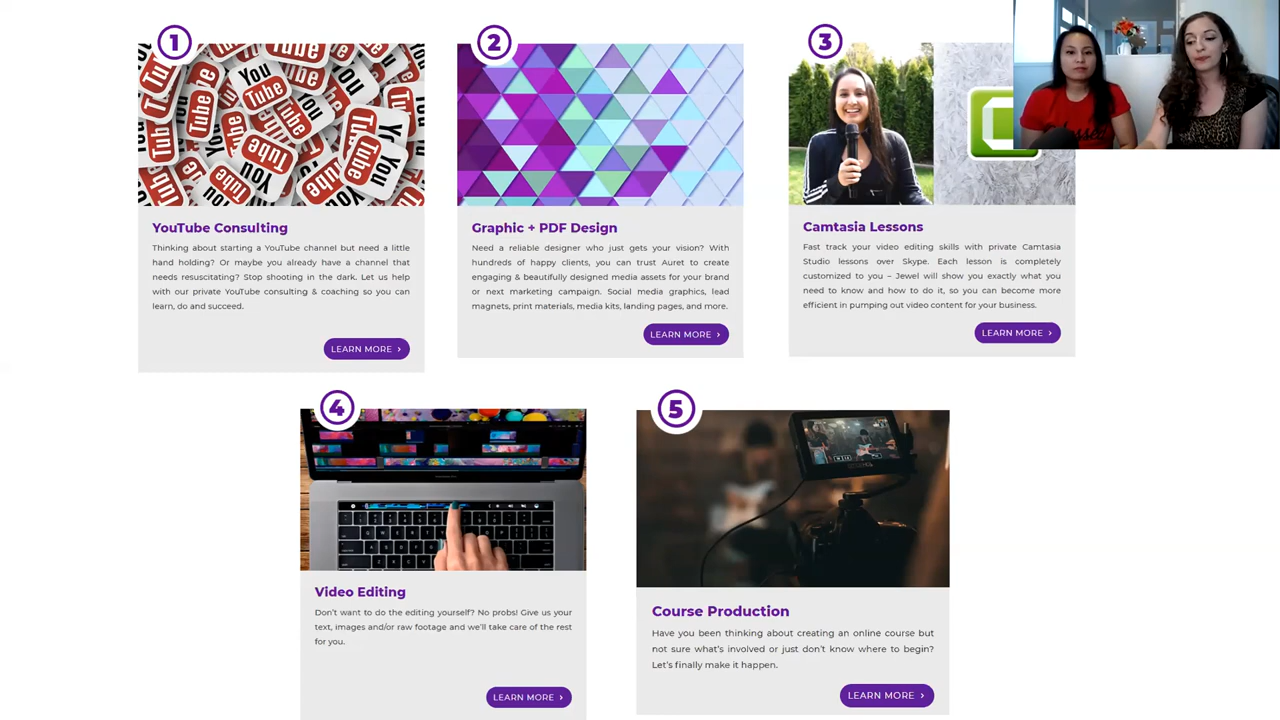 1
YouTube Consulting
Thinking about starting a YouTube channel but need a little
hand holding? Or maybe you already have a channel that
needs resuscitating? Stop shooting in the dark. Let us help
with our private YouTube consulting & coaching so you can
learn, do and succeed.
LEARN MORE >
2
Graphic + PDF Design
Need a reliable designer who just gets your vision? With
hundreds of happy clients, you can trust Auret to create
engaging & beautifully designed media assets for your brand
or next marketing campaign. Social media graphics, lead
magnets, print materials, media kits, landing pages, and more.
LEARN MORE >
3
Camtasia Lessons
Fast track your video editing skills with private Camtasia
Studio lessons over Skype. Each lesson is completely
customized to you – Jewel will show you exactly what you
need to know and how to do it, so you can become more
efficient in pumping out video content for your business.
LEARN MORE >
4
Video Editing
Don't want to do the editing yourself? No probs! Give us your
text, images and/or raw footage and we'll take care of the rest
for you.
LEARN MORE >
5
Course Production
Have you been thinking about creating an online course but
not sure what's involved or just don't know where to begin?
Let's finally make it happen.
LEARN MORE >
You
Tube